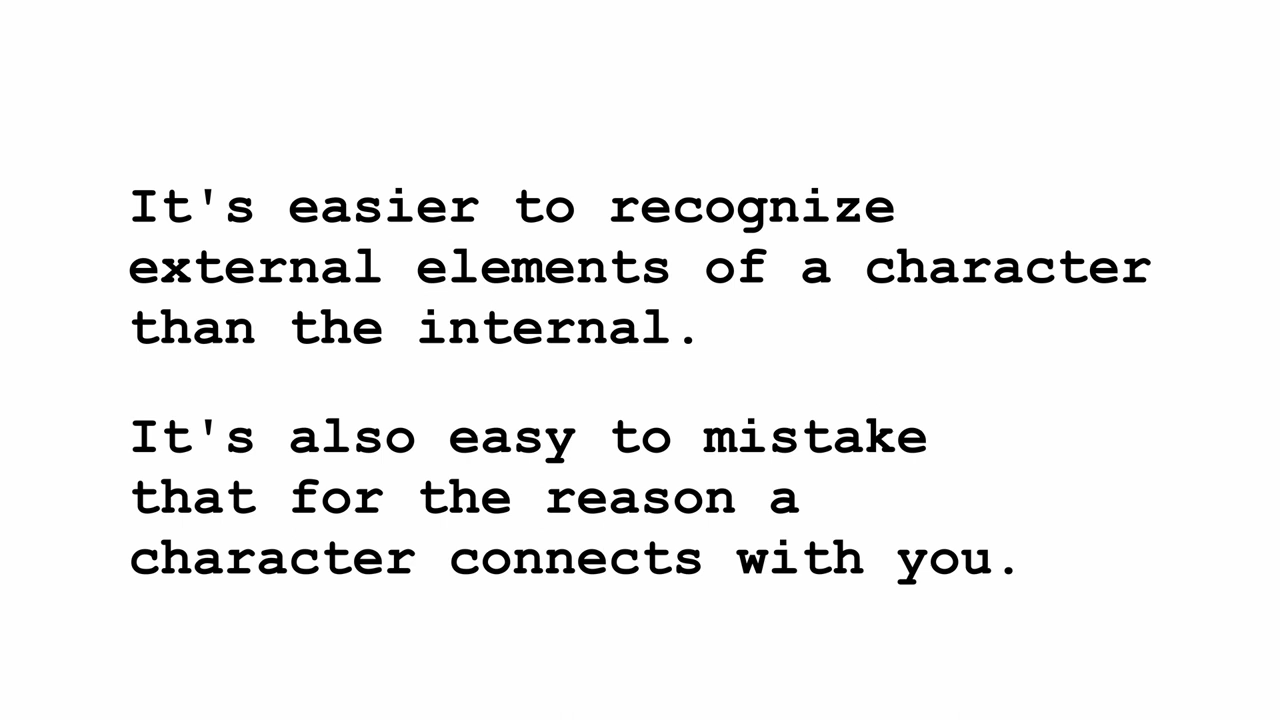 It's easier to recognize
external elements of a character
than the internal.
It's also easy to mistake
that for the reason a
character connects with you.